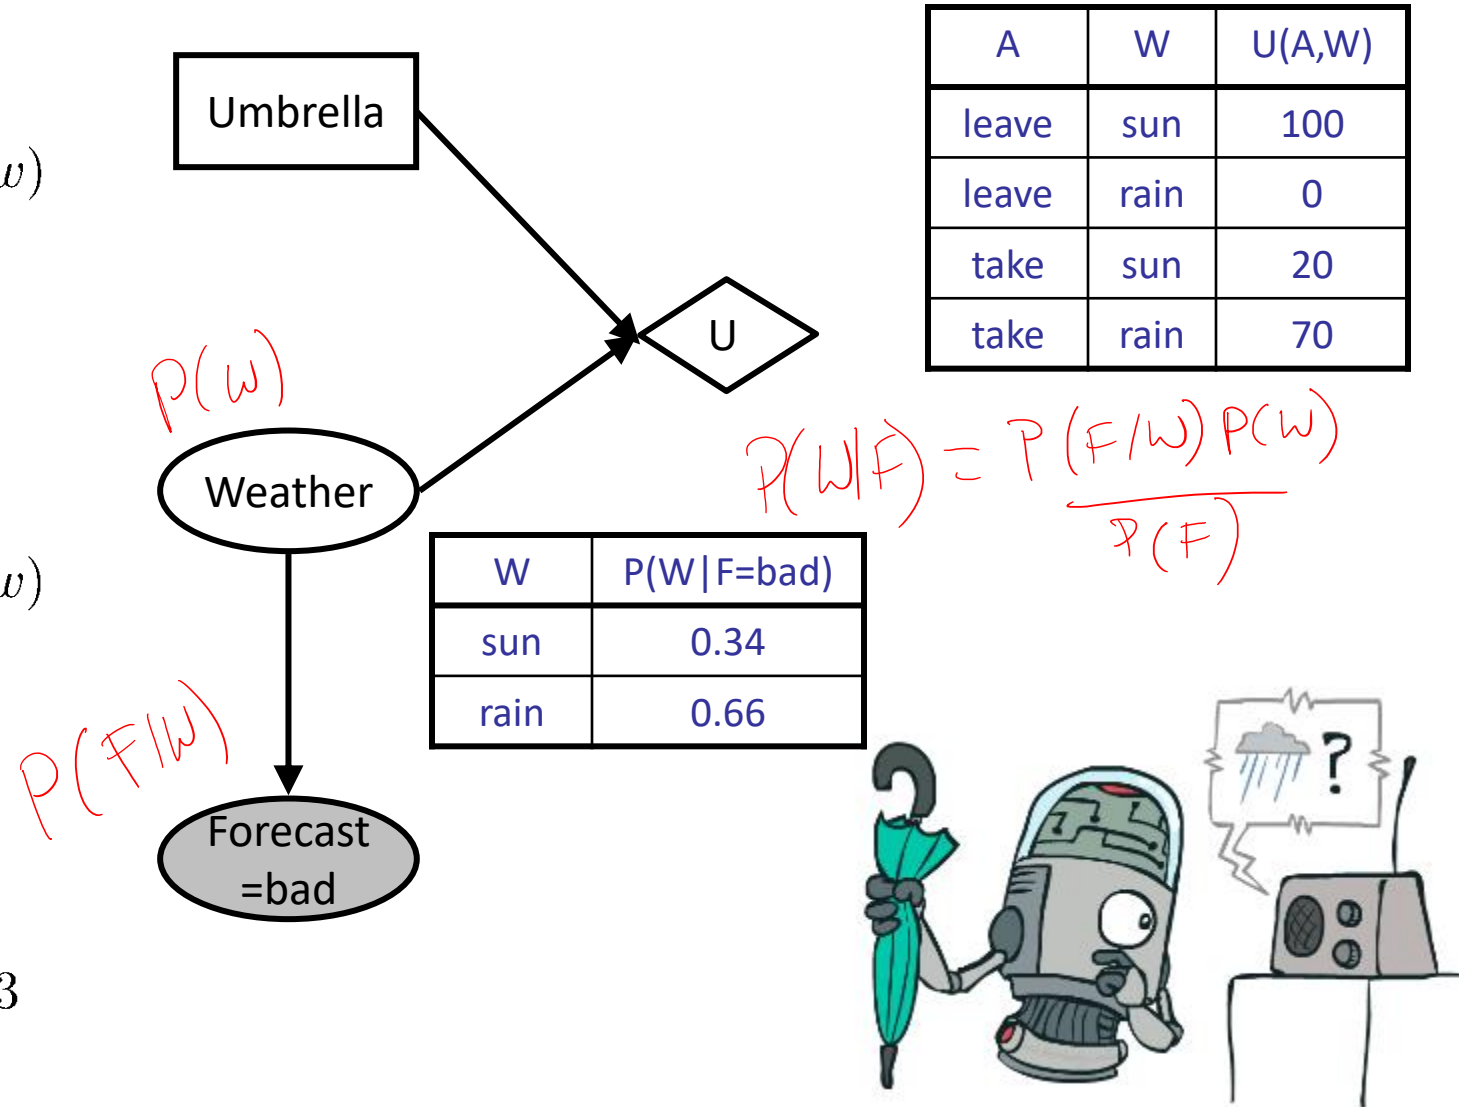 A W U(A,W)
leave sun 100
leave rain 0
take sun 20
take rain 70
Umbrella
w)
U
P(W)
P(W|F) = P(F/W) P(W)
P(F)
Weather
W P(W|F=bad)
sun 0.34
rain 0.66
w)
P(F|W)
Forecast
=bad
?
3